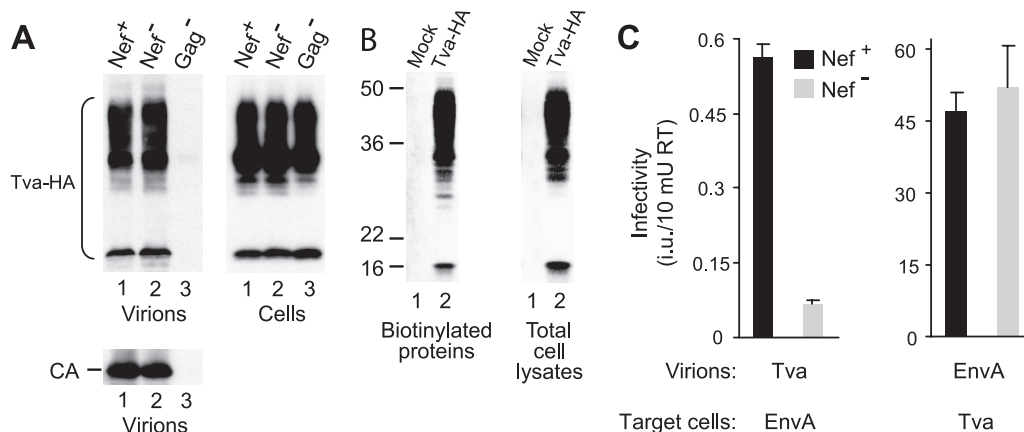 A
Nef+ Nef- Gag-
Nef+ Nef- Gag-
Tva-HA
1 2 3
Virions
1 2 3
Cells
CA
1 2 3
Virions
B
Mock Tva-HA
Mock Tva-HA
50
36
22
16
1 2
Biotinylated
proteins
1 2
Total
cell
lysates
C
Nef +
Nef -
Infectivity
(i.u./10 mU RT)
0.6
0.45
0.3
0.15
0
60
45
30
15
0
Virions: Tva EnvA
Target cells: EnvA Tva